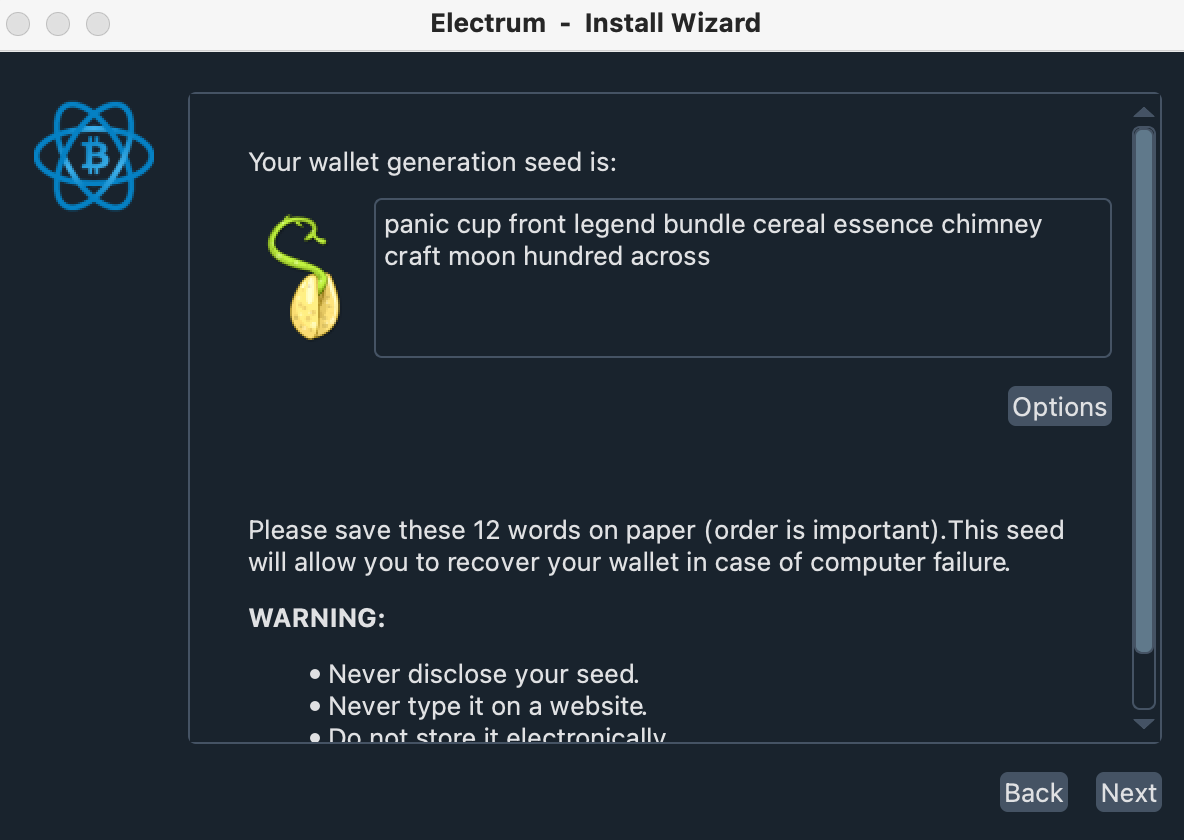 Electrum - Install Wizard
Your wallet generation seed is:
panic cup front legend bundle cereal essence chimney
craft moon hundred across
Options
Please save these 12 words on paper (order is important).This seed
will allow you to recover your wallet in case of computer failure.
WARNING:
• Never disclose your seed.
• Never type it on a website.
• Do not store it electronically.
Back Next